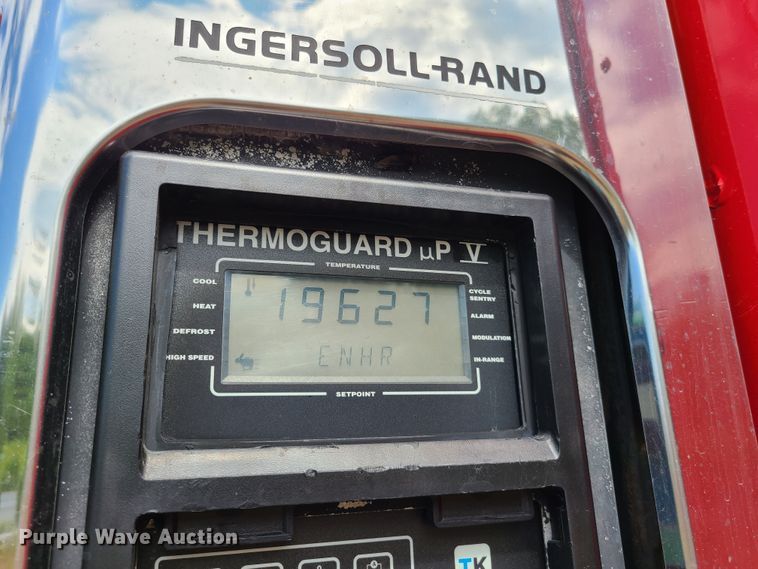 INGERSOLL-RAND
THERMOGUARD µP V
TEMPERATURE
COOL
HEAT
DEFROST
HIGH SPEED
19627
ENHR
CYCLE
SENTRY
ALARM
MODULATION
IN-RANGE
SETPOINT
TK
Purple Wave Auction